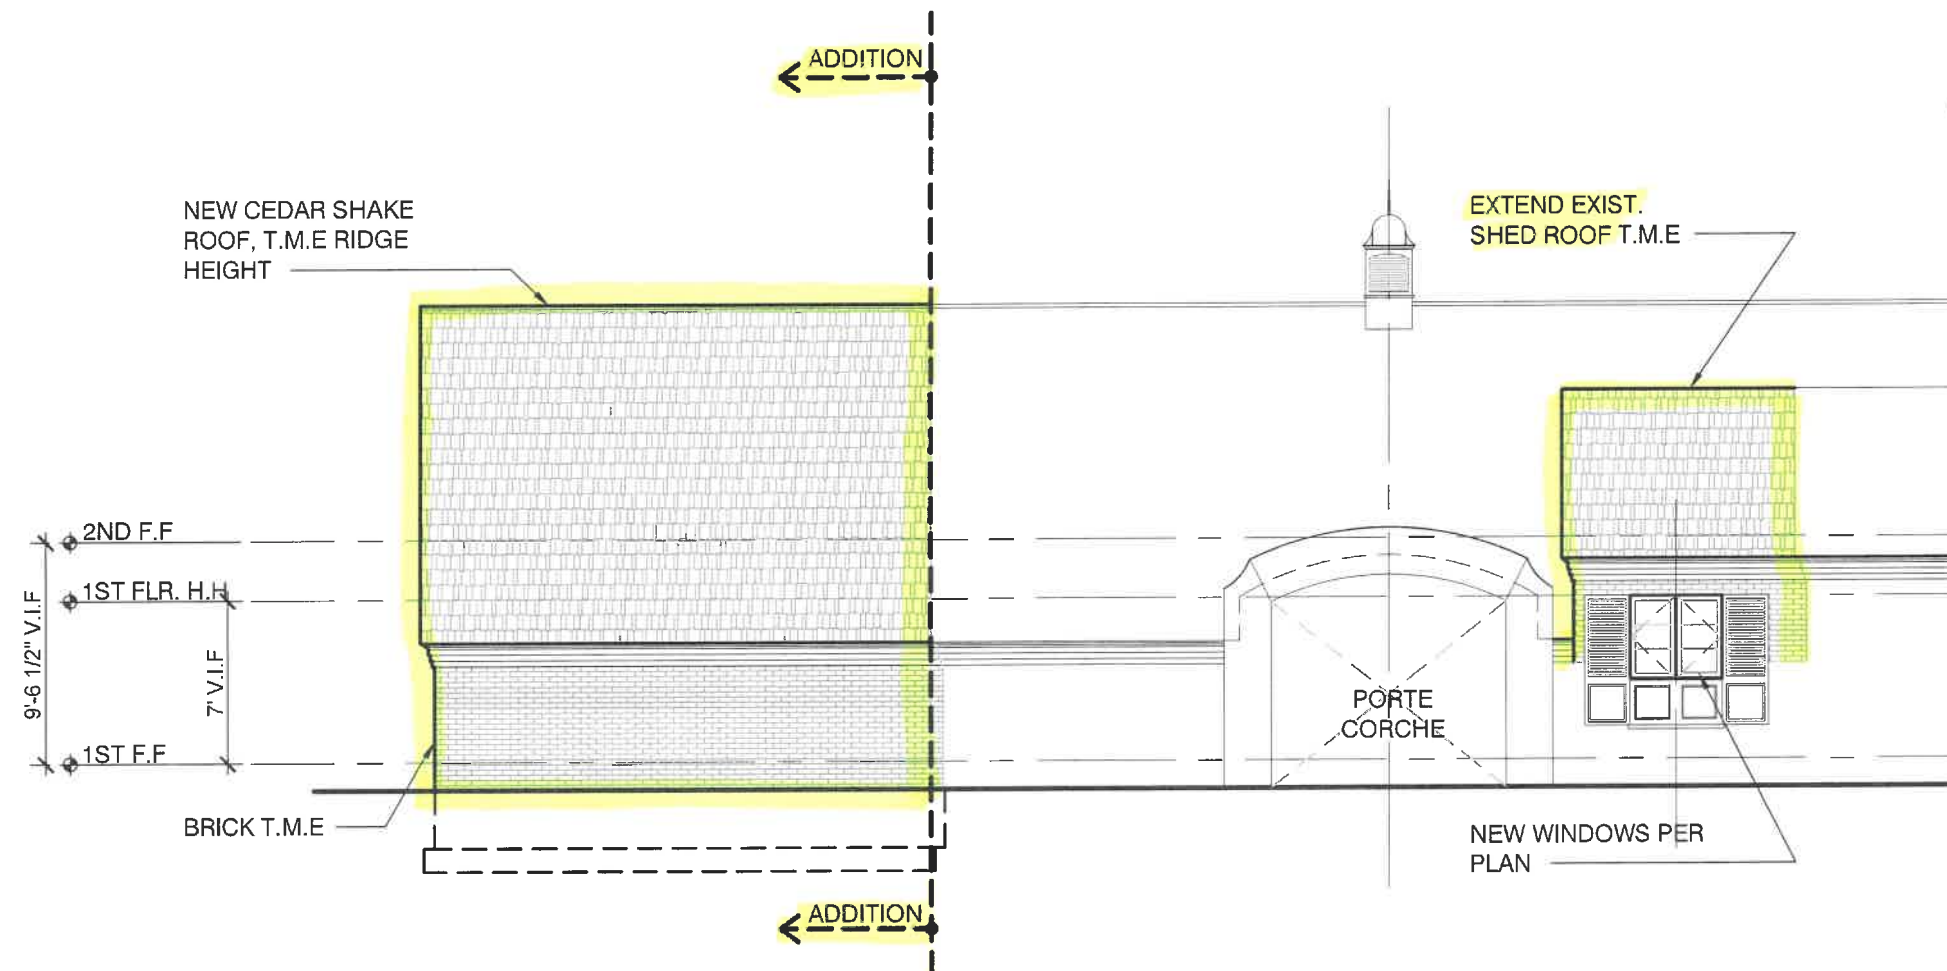 ADDITION
NEW CEDAR SHAKE
ROOF, T.M.E RIDGE
HEIGHT
EXTEND EXIST.
SHED ROOF T.M.E
2ND F.F
1ST FLR. H.H
9'-6 1/2" V.I.F
7' V.I.F
1ST F.F
PORTE
CORCHE
BRICK T.M.E
NEW WINDOWS PER
PLAN
ADDITION